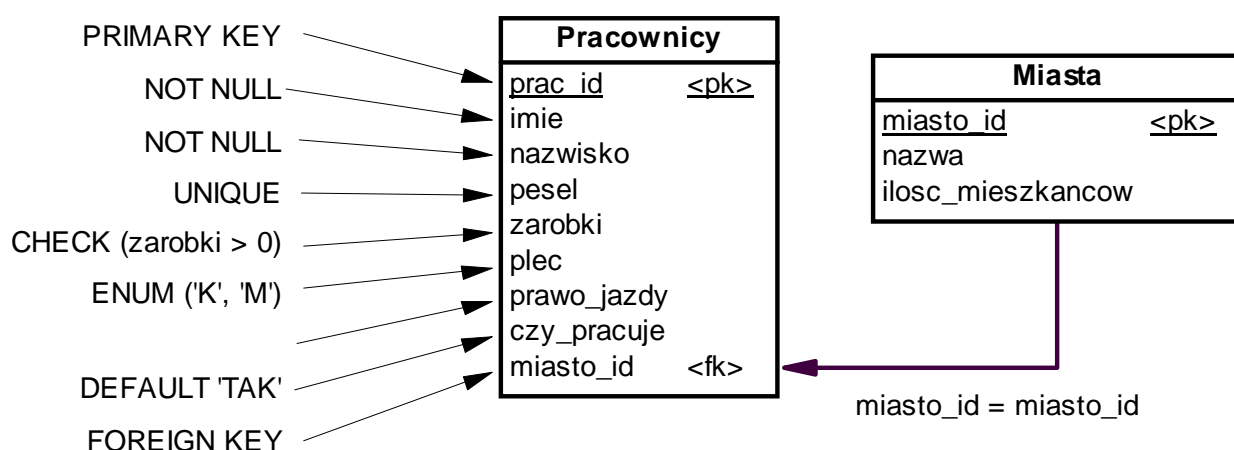 PRIMARY KEY
NOT NULL
NOT NULL
UNIQUE
CHECK (zarobki > 0)
ENUM ('K', 'M')
DEFAULT 'TAK'
FOREIGN KEY
Pracownicy
prac_id <pk>
imie
nazwisko
pesel
zarobki
plec
prawo_jazdy
czy_pracuje
miasto_id <fk>
Miasta
miasto_id <pk>
nazwa
ilosc_mieszkancow
miasto_id = miasto_id